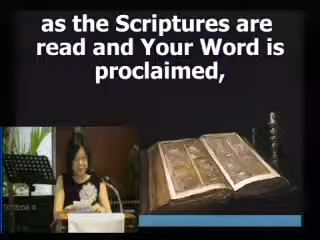 as the Scriptures are
read and Your Word is
proclaimed,